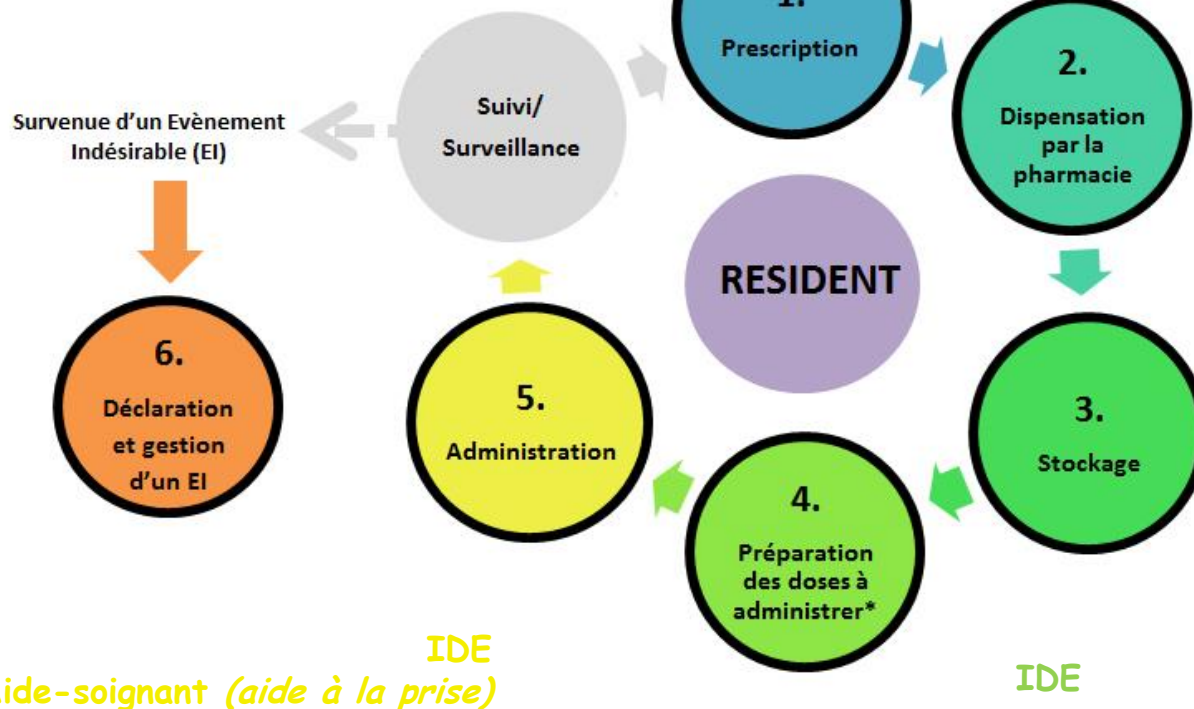 1.
Prescription
2.
Dispensation
par la
pharmacie
Suivi/
Surveillance
Survenue d'un Evènement
Indésirable (EI)
RESIDENT
3.
Stockage
4.
Préparation
des doses à
administrer*
5.
Administration
6.
Déclaration
et gestion
d'un EI
IDE
ide-soignant (aide à la prise)
IDE